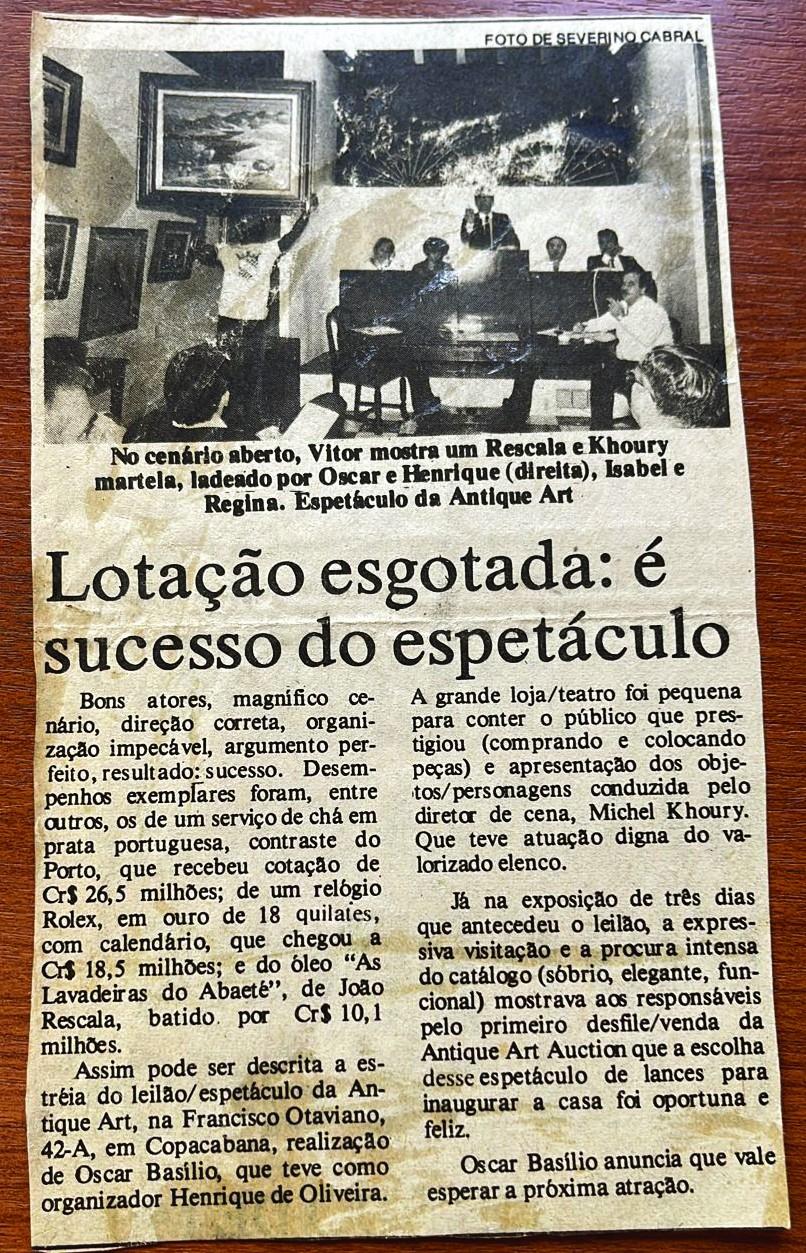 FOTO DE SEVERINO CABRAL
No cenário aberto, Vitor mostra um Rescala e Khoury
martela, ladeado por Oscar e Henrique (direita), Isabel e
Regina. Espetáculo da Antique Art
Lotação esgotada: é
sucesso do espetáculo
Bons atores, magnífico ce-
nário, direção correta, organi-
zação impecável, argumento per-
feito, resultado: sucesso. Desem-
penhos exemplares foram, entre
outros, os de um serviço de chá em
prata portuguesa, contraste do
Porto, que recebeu cotação de
Cr$ 26,5 milhões; de um relógio
Rolex, em ouro de 18 quilates,
com calendário, que chegou a
Cr$ 18,5 milhões; e do óleo “As
Lavadeiras do Abaeté”, de João
Rescala, batido por Cr$ 10,1
milhões.
Assim pode ser descrita a es-
tréia do leilão/espetáculo da An-
tique Art, na Francisco Otaviano,
42-A, em Copacabana, realização
de Oscar Basílio, que teve como
organizador Henrique de Oliveira.
A grande loja/teatro foi pequena
para conter o público que pres-
tigiou (comprando e colocando
peças) e apresentação dos obje-
tos/personagens conduzida pelo
diretor de cena, Michel Khoury.
Que teve atuação digna do va-
lorizado elenco.
Já na exposição de três dias
que antecedeu o leilão, a expres-
siva visitação e a procura intensa
do catálogo (sóbrio, elegante, fun-
cional) mostrava aos responsáveis
pelo primeiro desfile/venda da
Antique Art Auction que a escolha
desse espetáculo de lances para
inaugurar a casa foi oportuna e
feliz.
Oscar Basílio anuncia que vale
esperar a próxima atração.